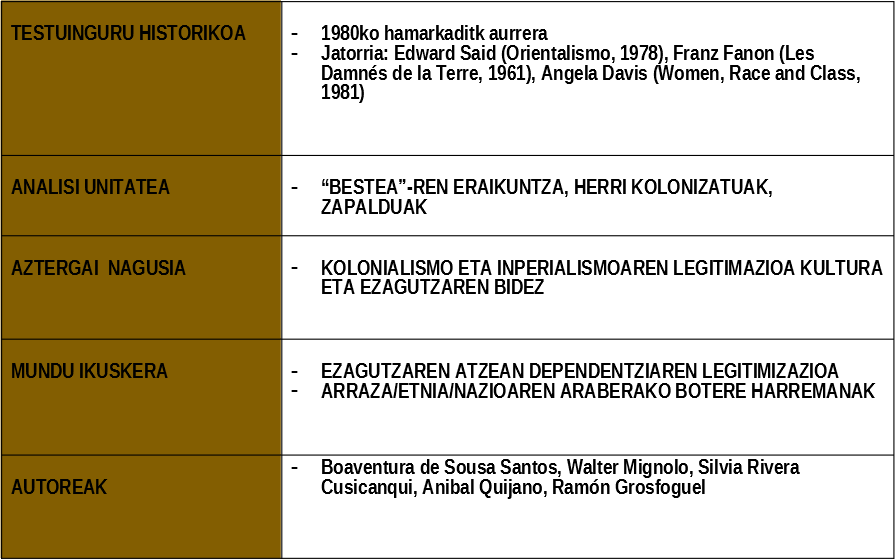 TESTUINGURU HISTORIKOA
- 1980ko hamarkaditk aurrera
- Jatorria: Edward Said (Orientalismo, 1978), Franz Fanon (Les
Damnés de la Terre, 1961), Angela Davis (Women, Race and Class,
1981)
ANALISI UNITATEA
- “BESTEA”-REN ERAIKUNTZA, HERRI KOLONIZATUAK,
ZAPALDUAK
AZTERGAI NAGUSIA
- KOLONIALISMO ETA INPERIALISMOAREN LEGITIMAZIOA KULTURA
ETA EZAGUTZAREN BIDEZ
MUNDU IKUSKERA
- EZAGUTZAREN ATZEAN DEPENDENTZIAREN LEGITIMIZAZIOA
- ARRAZA/ETNIA/NAZIOAREN ARABERAKO BOTERE HARREMANAK
AUTOREAK
- Boaventura de Sousa Santos, Walter Mignolo, Silvia Rivera
Cusicanqui, Anibal Quijano, Ramón Grosfoguel